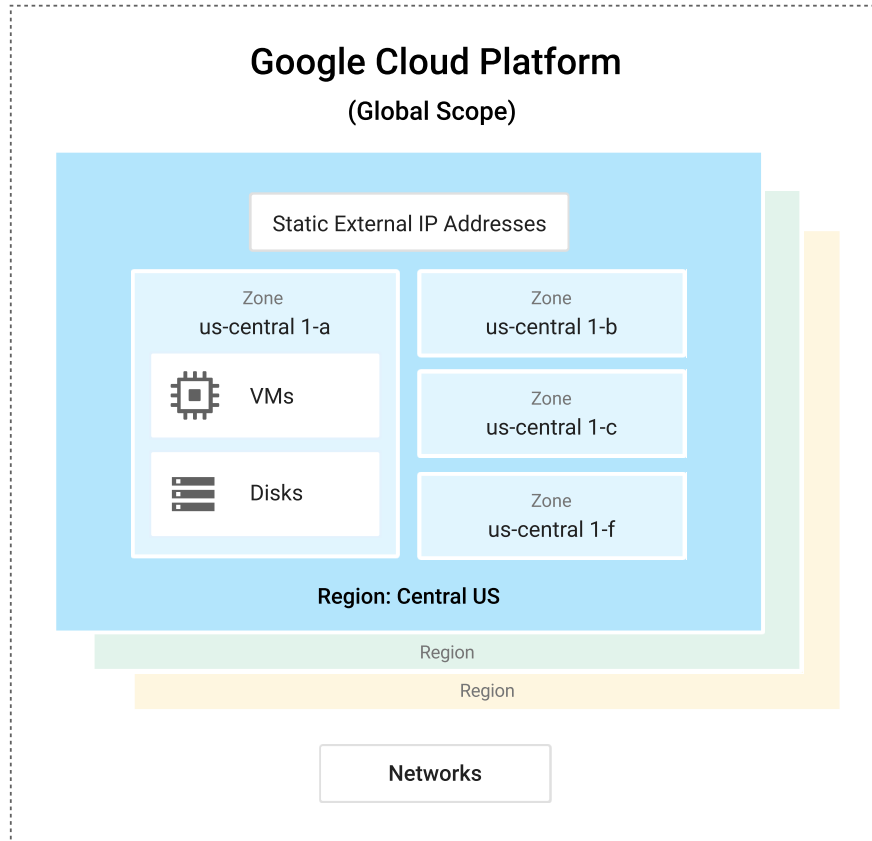 Google Cloud Platform
(Global Scope)
Static External IP Addresses
Zone
us-central 1-a
VMs
Disks
Zone
us-central 1-b
Zone
us-central 1-c
Zone
us-central 1-f
Region: Central US
Region
Region
Networks